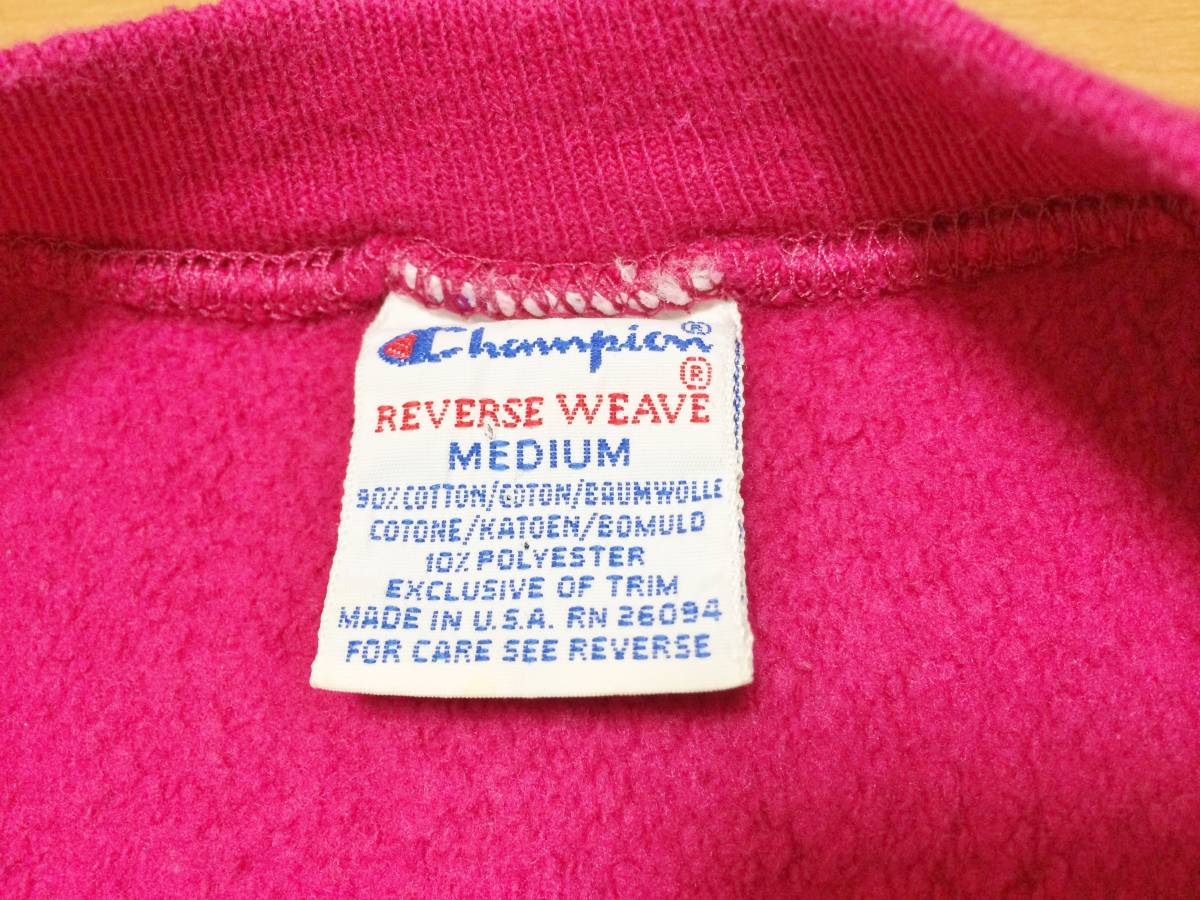 Champion®
®
REVERSE WEAVE
MEDIUM
90% COTTON/COTON/BAUMWOLLE
COTONE/KATOEN/BOMULD
10% POLYESTER
EXCLUSIVE OF TRIM
MADE IN U.S.A. RN 26094
FOR CARE SEE REVERSE